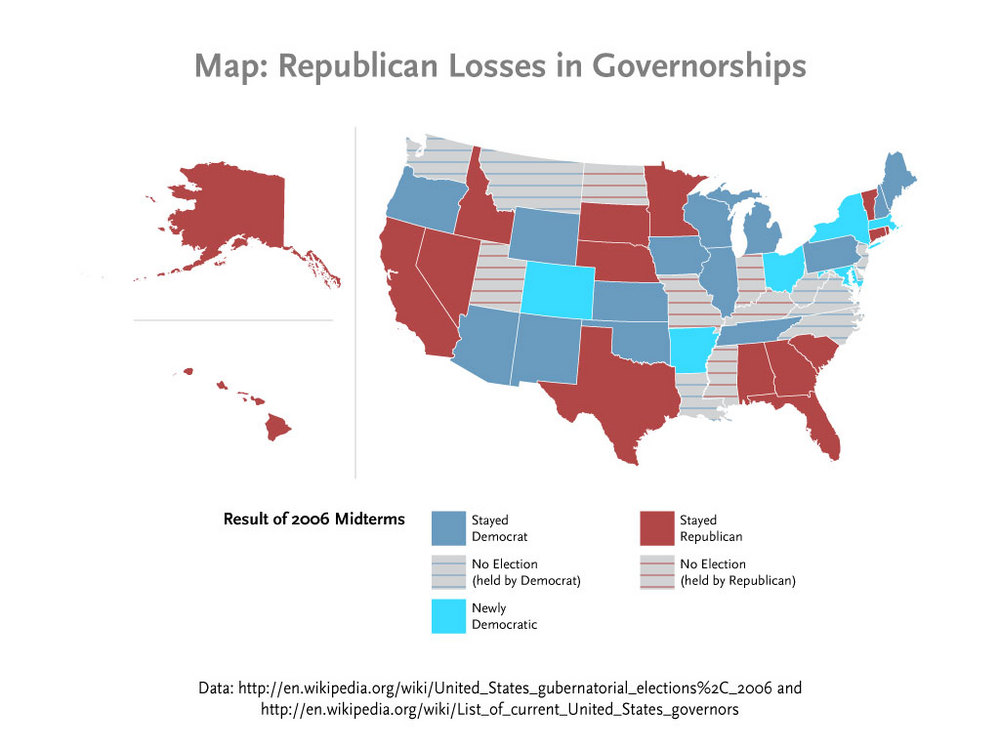 Map: Republican Losses in Governorships
Result of 2006 Midterms
Stayed
Democrat
Stayed
Republican
No Election
(held by Democrat)
No Election
(held by Republican)
Newly
Democratic
Data: http://en.wikipedia.org/wiki/United_States_gubernatorial_elections%2C_2006 and
http://en.wikipedia.org/wiki/List_of_current_United_States_governors